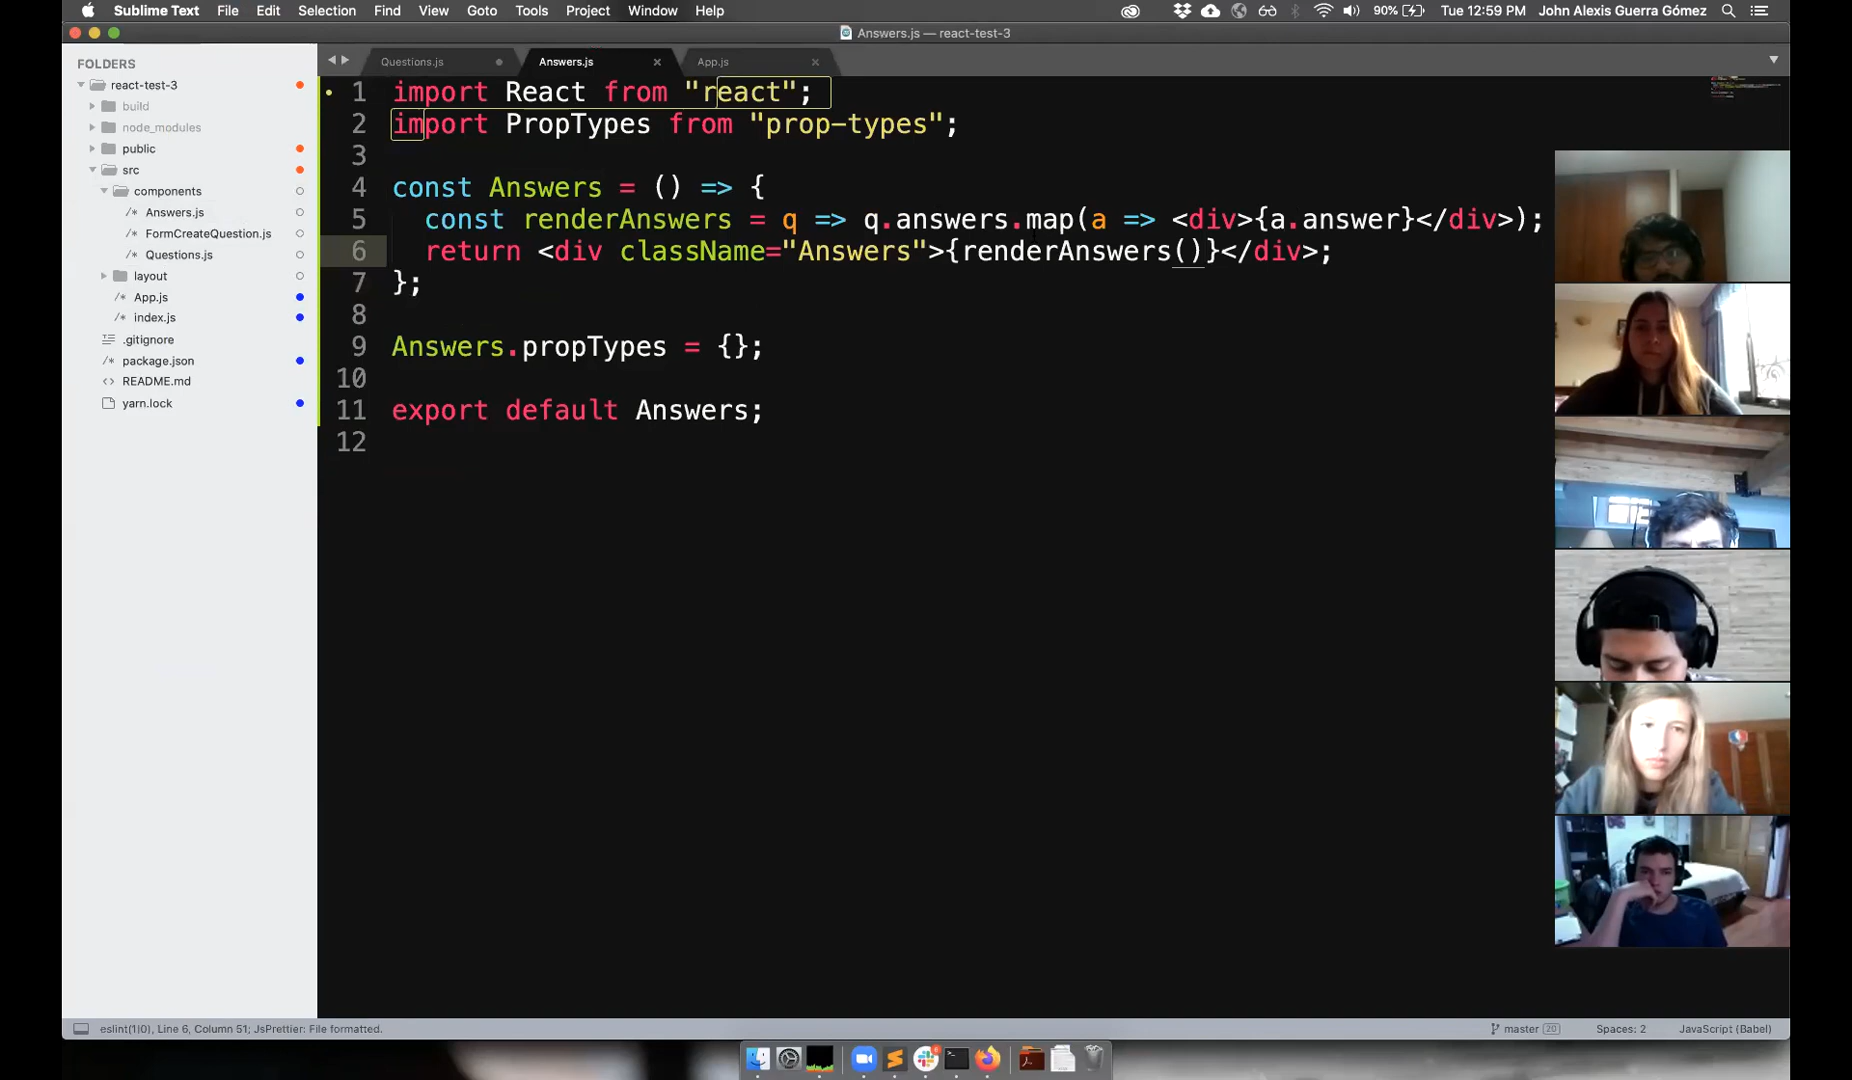 Sublime Text File Edit Selection Find View Goto Tools Project Window Help 90% Tue 12:59 PM John Alexis Guerra Gómez
Answers.js — react-test-3
FOLDERS
react-test-3
build
node_modules
public
src
components
Answers.js
FormCreateQuestion.js
Questions.js
layout
App.js
index.js
.gitignore
package.json
README.md
yarn.lock
Questions.js Answers.js App.js
1 import React from "react";
2 import PropTypes from "prop-types";
3
4 const Answers = () => {
5 const renderAnswers = q => q.answers.map(a => <div>{a.answer}</div>);
6 return <div className="Answers">{renderAnswers()}</div>;
7 };
8
9 Answers.propTypes = {};
10
11 export default Answers;
12
eslint(1|0), Line 6, Column 51; JsPrettier: File formatted. master 20 Spaces: 2 JavaScript (Babel)